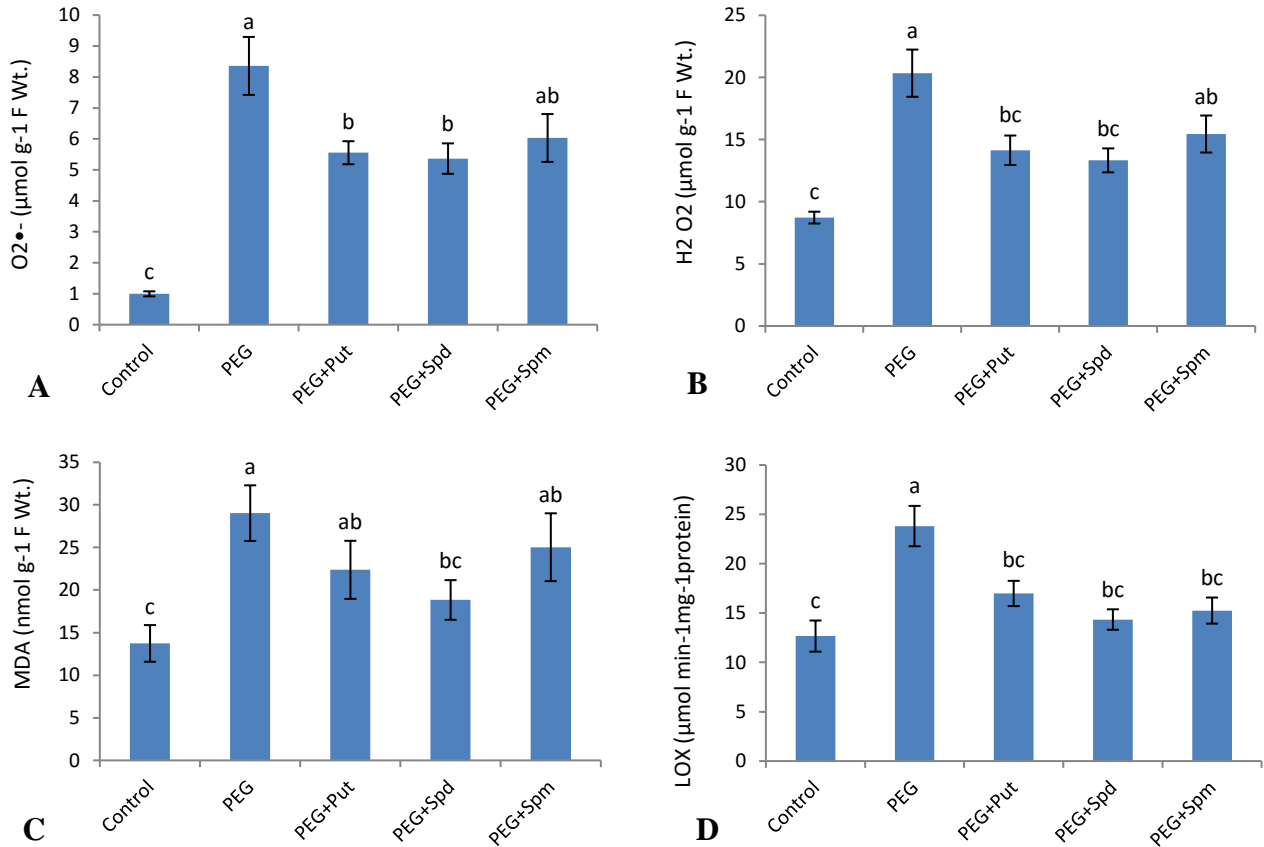 O2•- (µmol g-1 F Wt.)
10
9
8
7
6
5
4
3
2
1
0
a
b
b
ab
c
Control
PEG
PEG+Put
PEG+Spd
PEG+Spm
A
H2 O2 (µmol g-1 F Wt.)
25
20
15
10
5
0
a
bc
bc
ab
c
Control
PEG
PEG+Put
PEG+Spd
PEG+Spm
B
MDA (nmol g-1 F Wt.)
35
30
25
20
15
10
5
0
a
ab
bc
ab
c
Control
PEG
PEG+Put
PEG+Spd
PEG+Spm
C
LOX (µmol min-1mg-1protein)
30
25
20
15
10
5
0
a
bc
bc
bc
c
Control
PEG
PEG+Put
PEG+Spd
PEG+Spm
D